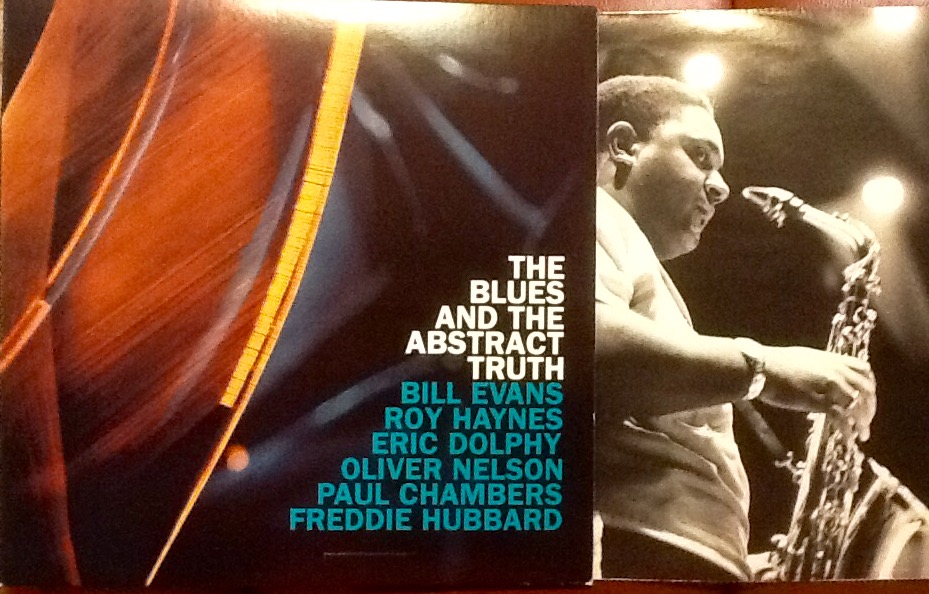 THE
BLUES
AND THE
ABSTRACT
TRUTH
BILL EVANS
ROY HAYNES
ERIC DOLPHY
OLIVER NELSON
PAUL CHAMBERS
FREDDIE HUBBARD